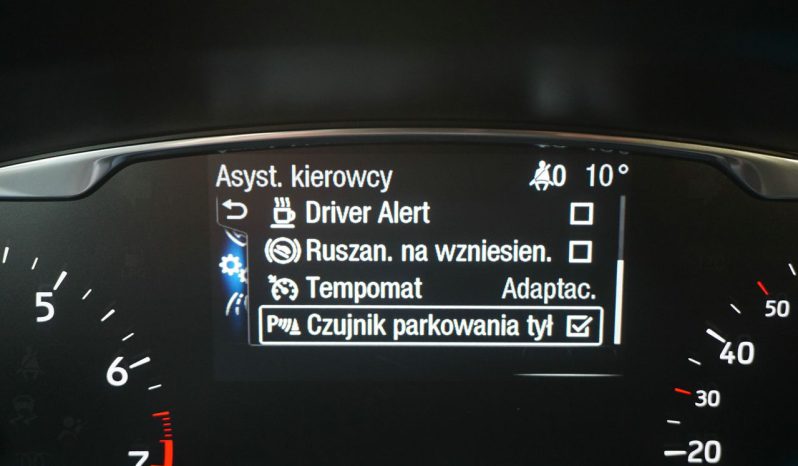 Asyst. kierowcy 0 10°
Driver Alert
Ruszan. na wzniesien.
Tempomat Adaptac.
P Czujnik parkowania tył
5
6
7
50
40
30
20